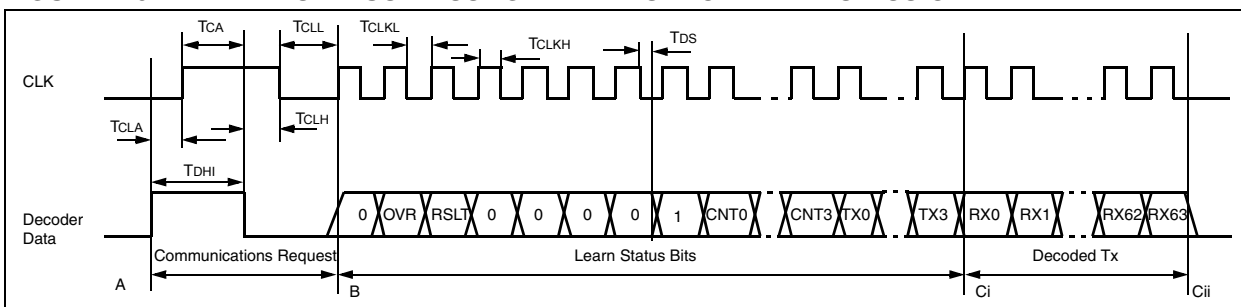 TCA TCLL TCLKL TCLKH TDS
CLK
TCLA TCLH
TDHI
Decoder
Data
0 OVR RSLT 0 0 0 0 1 CNT0 CNT3 TX0 TX3 RX0 RX1 RX62 RX63
Communications Request Learn Status Bits Decoded Tx
A B Ci Cii